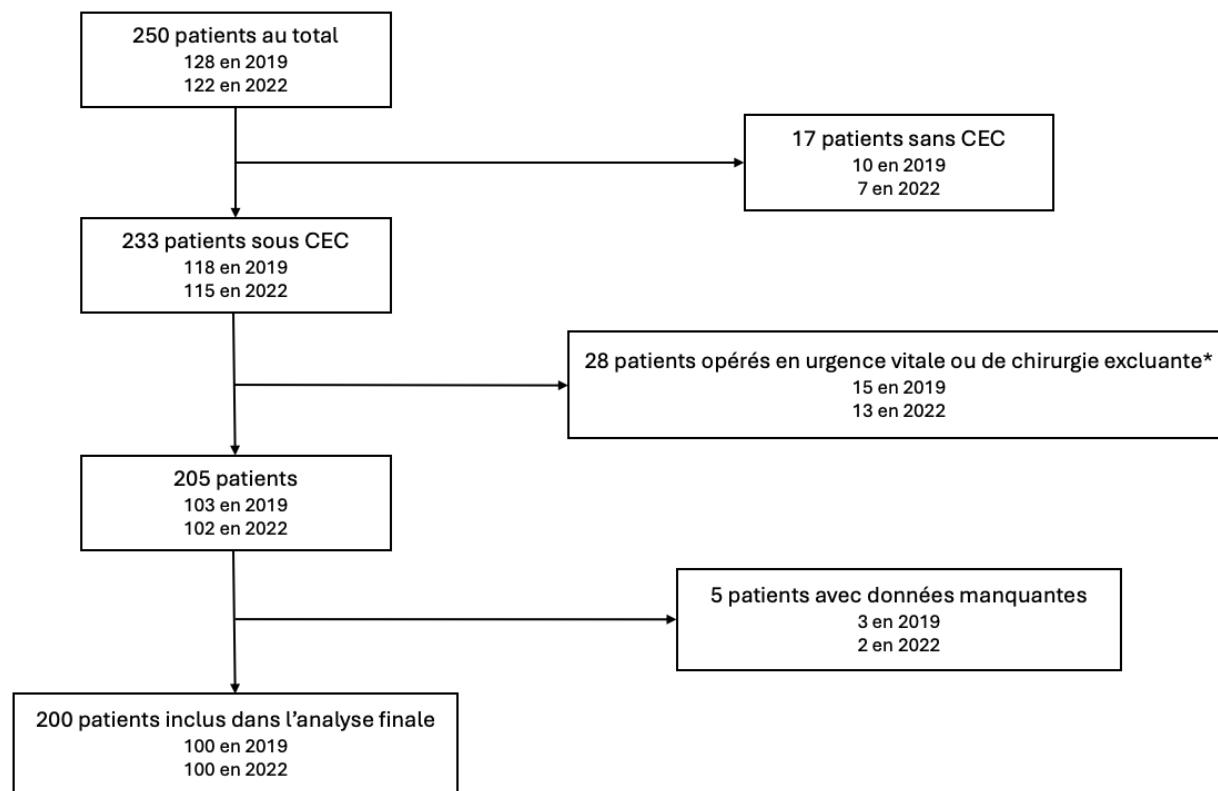 250 patients au total
128 en 2019
122 en 2022
17 patients sans CEC
10 en 2019
7 en 2022
233 patients sous CEC
118 en 2019
115 en 2022
28 patients opérés en urgence vitale ou de chirurgie excluante*
15 en 2019
13 en 2022
205 patients
103 en 2019
102 en 2022
5 patients avec données manquantes
3 en 2019
2 en 2022
200 patients inclus dans l’analyse finale
100 en 2019
100 en 2022